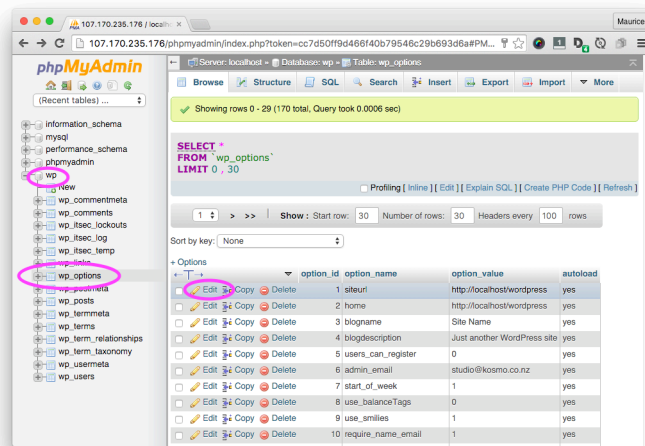 107.170.235.176 / localho
Maurice
107.170.235.176/phpmyadmin/index.php?token=cc7d50ff9d466f40b79546c29b693d6a#PM...
phpMyAdmin
(Recent tables) ...
information_schema
mysql
performance_schema
phpmyadmin
wp
New
wp_commentmeta
wp_comments
wp_itsec_lockouts
wp_itsec_log
wp_itsec_temp
wp_links
wp_options
wp_postmeta
wp_posts
wp_termmeta
wp_terms
wp_term_relationships
wp_term_taxonomy
wp_usermeta
wp_users
Server: localhost » Database: wp » Table: wp_options
Browse Structure SQL Search Insert Export Import More
Showing rows 0 - 29 (170 total, Query took 0.0006 sec)
SELECT *
FROM `wp_options`
LIMIT 0 , 30
Profiling [ Inline ] [ Edit ] [ Explain SQL ] [ Create PHP Code ] [ Refresh ]
1 > >> Show : Start row: 30 Number of rows: 30 Headers every 100 rows
Sort by key: None
+ Options
←T→ option_id option_name option_value autoload
Edit Copy Delete 1 siteurl http://localhost/wordpress yes
Edit Copy Delete 2 home http://localhost/wordpress yes
Edit Copy Delete 3 blogname Site Name yes
Edit Copy Delete 4 blogdescription Just another WordPress site yes
Edit Copy Delete 5 users_can_register 0 yes
Edit Copy Delete 6 admin_email studio@kosmo.co.nz yes
Edit Copy Delete 7 start_of_week 1 yes
Edit Copy Delete 8 use_balanceTags 0 yes
Edit Copy Delete 9 use_smilies 1 yes
Edit Copy Delete 10 require_name_email 1 yes